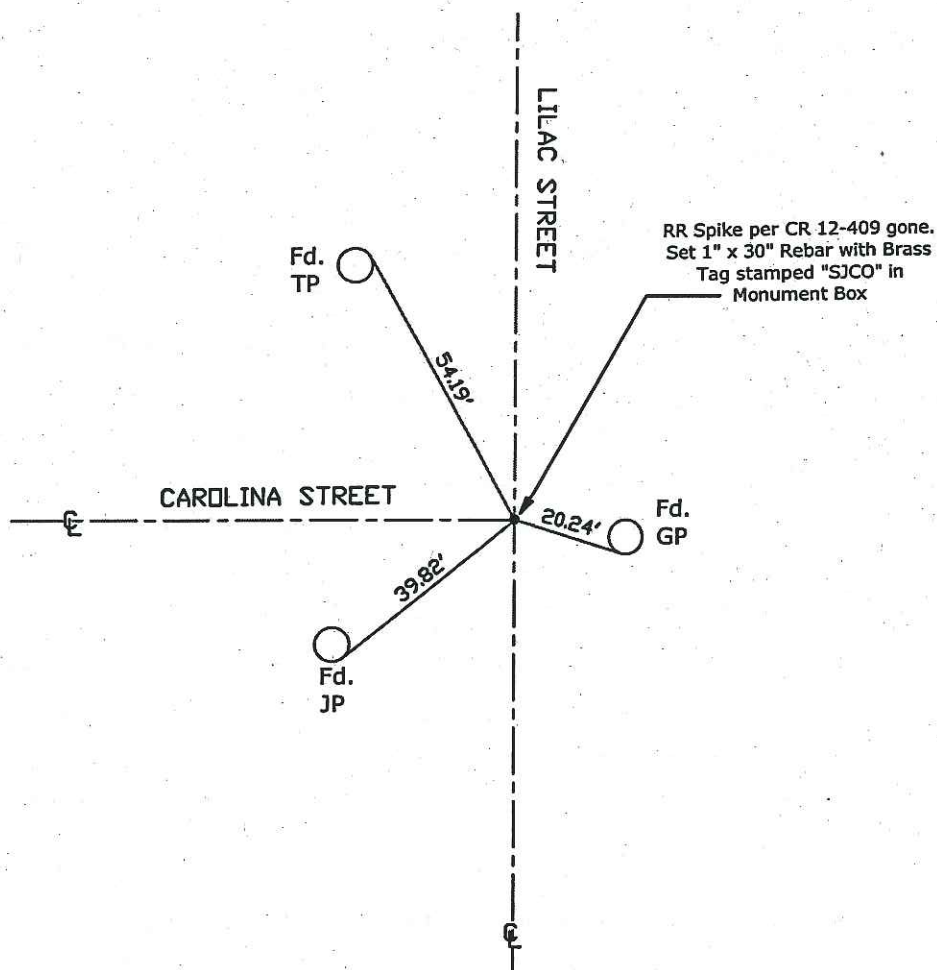 LILAC STREET
RR Spike per CR 12-409 gone.
Set 1" x 30" Rebar with Brass
Tag stamped "SJCO" in
Monument Box
Fd.
TP
54.19'
CAROLINA STREET
℄
20.24'
Fd.
GP
39.82'
Fd.
JP
℄